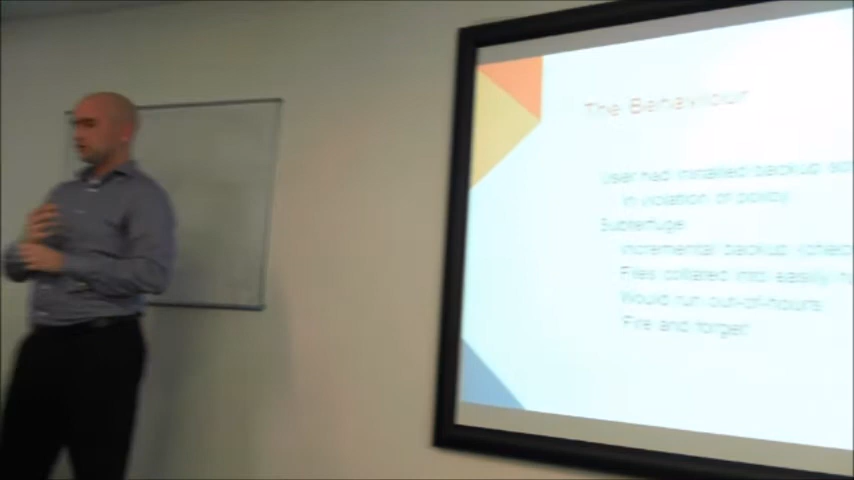 The Behaviour
User had installed backup
in violation of policy
Subterfuge
Incremental backup
Files collated into easily
Would run out-of-hours
Fire and forget